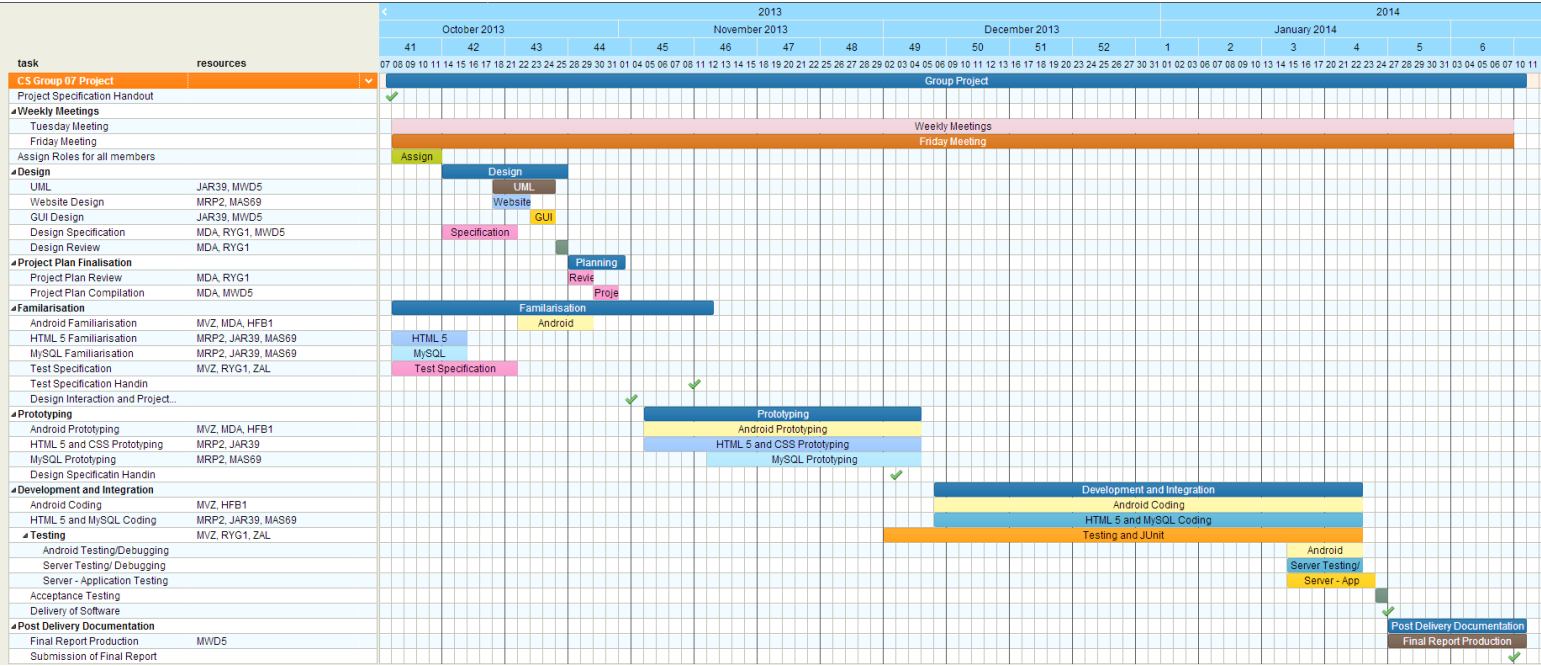 2013 2014
October 2013 November 2013 December 2013 January 2014
41 42 43 44 45 46 47 48 49 50 51 52 1 2 3 4 5 6
task resources 07 08 09 10 11 14 15 16 17 18 21 22 23 24 25 28 29 30 31 01 04 05 06 07 08 11 12 13 14 15 18 19 20 21 22 25 26 27 28 29 02 03 04 05 06 09 10 11 12 13 16 17 18 19 20 23 24 25 26 27 30 31 01 02 03 06 07 08 09 10 13 14 15 16 17 20 21 22 23 24 27 28 29 30 31 03 04 05 06 07 10 11
CS Group 07 Project Group Project
Project Specification Handout
Weekly Meetings
Tuesday Meeting Weekly Meetings
Friday Meeting Friday Meeting
Assign Roles for all members Assign
Design Design
UML JAR39, MWD5 UML
Website Design MRP2, MAS69 Website
GUI Design JAR39, MWD5 GUI
Design Specification MDA, RYG1, MWD5 Specification
Design Review MDA, RYG1
Project Plan Finalisation Planning
Project Plan Review MDA, RYG1 Revie
Project Plan Compilation MDA, MWD5 Proje
Familarisation Familarisation
Android Familiarisation MVZ, MDA, HFB1 Android
HTML 5 Familiarisation MRP2, JAR39, MAS69 HTML 5
MySQL Familiarisation MRP2, JAR39, MAS69 MySQL
Test Specification MVZ, RYG1, ZAL Test Specification
Test Specification Handin
Design Interaction and Project...
Prototyping Prototyping
Android Prototyping MVZ, MDA, HFB1 Android Prototyping
HTML 5 and CSS Prototyping MRP2, JAR39 HTML 5 and CSS Prototyping
MySQL Prototyping MRP2, MAS69 MySQL Prototyping
Design Specificatin Handin
Development and Integration Development and Integration
Android Coding MVZ, HFB1 Android Coding
HTML 5 and MySQL Coding MRP2, JAR39, MAS69 HTML 5 and MySQL Coding
Testing MVZ, RYG1, ZAL Testing and JUnit
Android Testing/Debugging Android
Server Testing/ Debugging Server Testing/
Server - Application Testing Server - App
Acceptance Testing
Delivery of Software
Post Delivery Documentation Post Delivery Documentation
Final Report Production MWD5 Final Report Production
Submission of Final Report